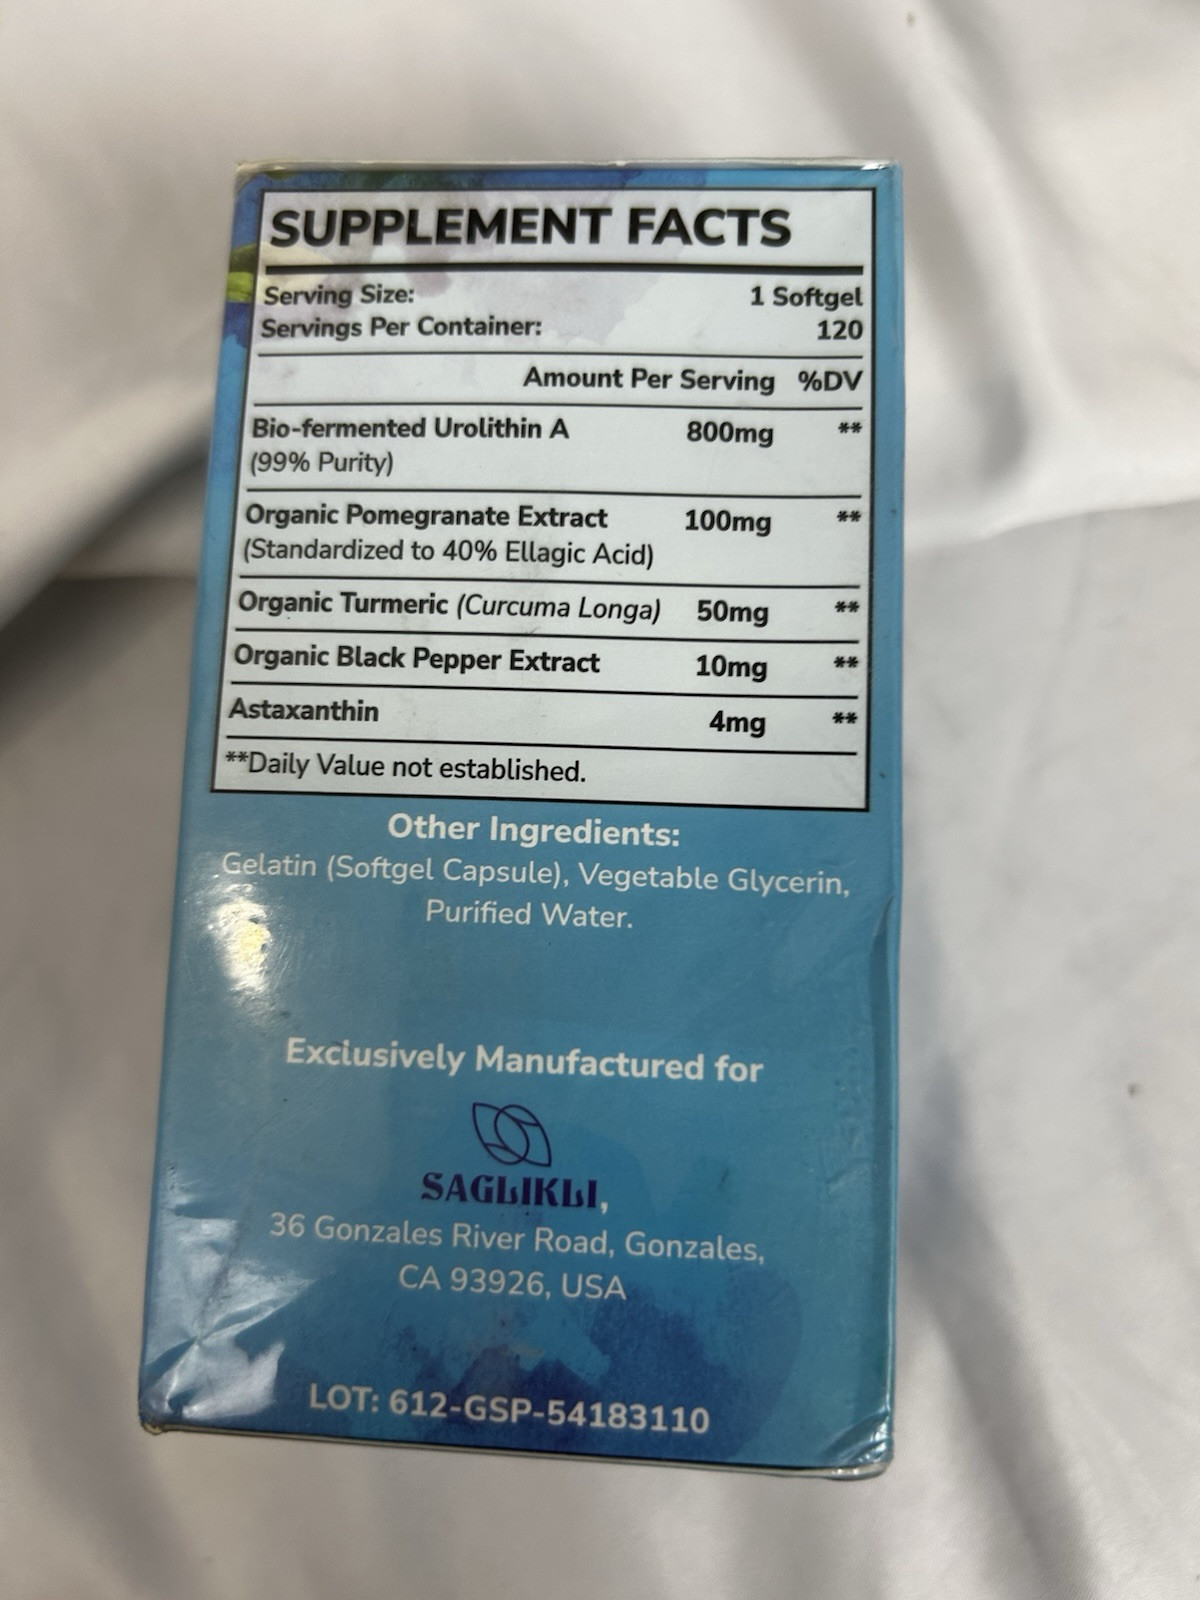 SUPPLEMENT FACTS
Serving Size: 1 Softgel
Servings Per Container: 120
Amount Per Serving %DV
Bio-fermented Urolithin A 800mg **
(99% Purity)
Organic Pomegranate Extract 100mg **
(Standardized to 40% Ellagic Acid)
Organic Turmeric (Curcuma Longa) 50mg **
Organic Black Pepper Extract 10mg **
Astaxanthin 4mg **
**Daily Value not established.
Other Ingredients:
Gelatin (Softgel Capsule), Vegetable Glycerin,
Purified Water.
Exclusively Manufactured for
SAGLIKLI,
36 Gonzales River Road, Gonzales,
CA 93926, USA
LOT: 612-GSP-54183110